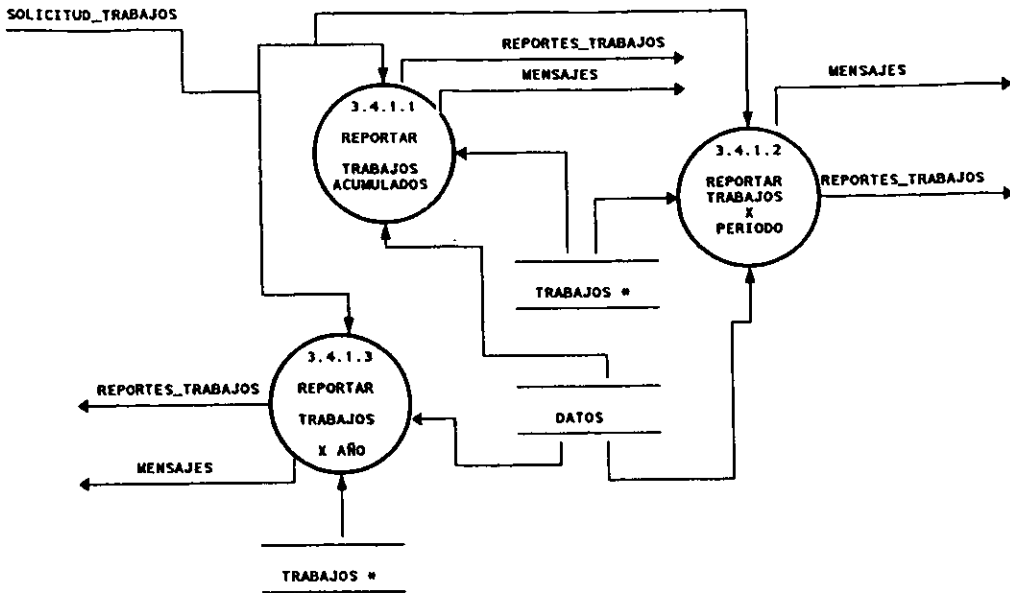 SOLICITUD_TRABAJOS
REPORTES_TRABAJOS
MENSAJES
MENSAJES
3.4.1.1
REPORTAR
TRABAJOS
ACUMULADOS
3.4.1.2
REPORTAR
TRABAJOS
X
PERIODO
REPORTES_TRABAJOS
TRABAJOS *
3.4.1.3
REPORTAR
TRABAJOS
X AÑO
REPORTES_TRABAJOS
MENSAJES
DATOS
TRABAJOS *